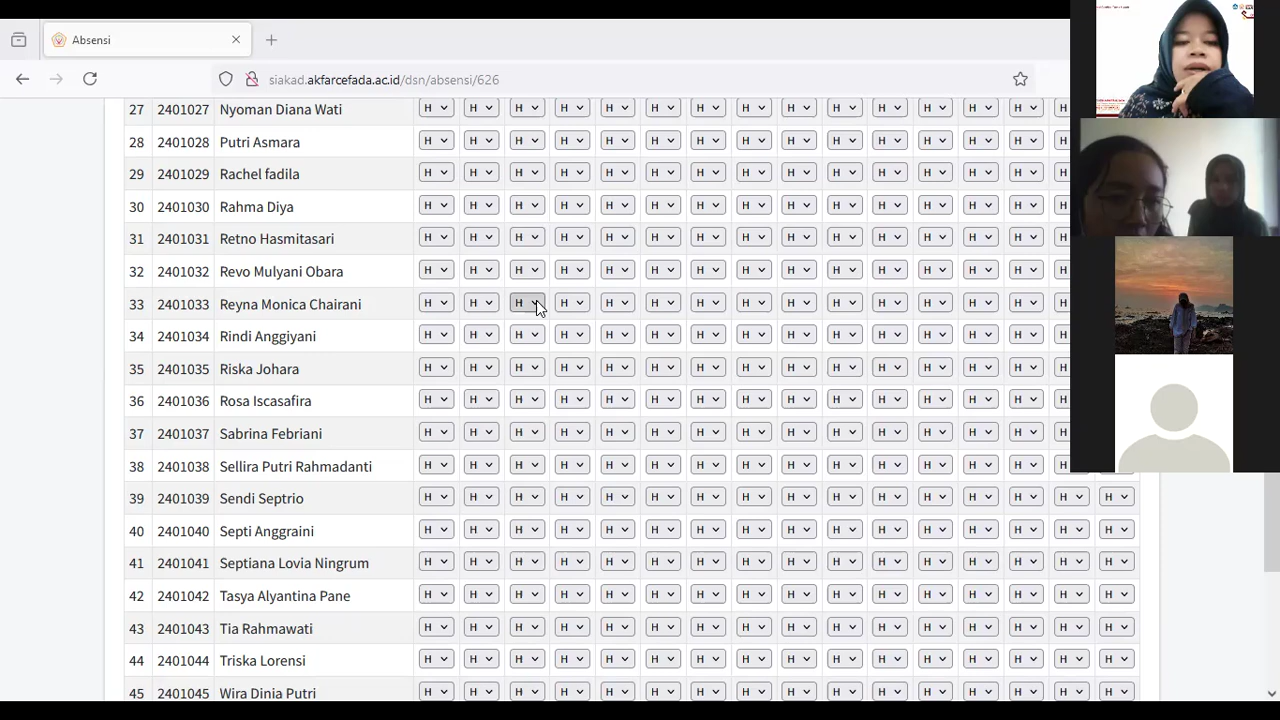 Absensi
siakad.akfarcefada.ac.id/dsn/absensi/626
27 2401027 Nyoman Diana Wati H H H H H H H H H H H H H H H
28 2401028 Putri Asmara H H H H H H H H H H H H H H H
29 2401029 Rachel fadila H H H H H H H H H H H H H H H
30 2401030 Rahma Diya H H H H H H H H H H H H H H H
31 2401031 Retno Hasmitasari H H H H H H H H H H H H H H H
32 2401032 Revo Mulyani Obara H H H H H H H H H H H H H H H
33 2401033 Reyna Monica Chairani H H H H H H H H H H H H H H H
34 2401034 Rindi Anggiyani H H H H H H H H H H H H H H H
35 2401035 Riska Johara H H H H H H H H H H H H H H H
36 2401036 Rosa Iscasafira H H H H H H H H H H H H H H H
37 2401037 Sabrina Febriani H H H H H H H H H H H H H H H
38 2401038 Sellira Putri Rahmadanti H H H H H H H H H H H H H H H
39 2401039 Sendi Septrio H H H H H H H H H H H H H H H H
40 2401040 Septi Anggraini H H H H H H H H H H H H H H H H
41 2401041 Septiana Lovia Ningrum H H H H H H H H H H H H H H H H
42 2401042 Tasya Alyantina Pane H H H H H H H H H H H H H H H H
43 2401043 Tia Rahmawati H H H H H H H H H H H H H H H H
44 2401044 Triska Lorensi H H H H H H H H H H H H H H H H
45 2401045 Wira Dinia Putri H H H H H H H H H H H H H H H H